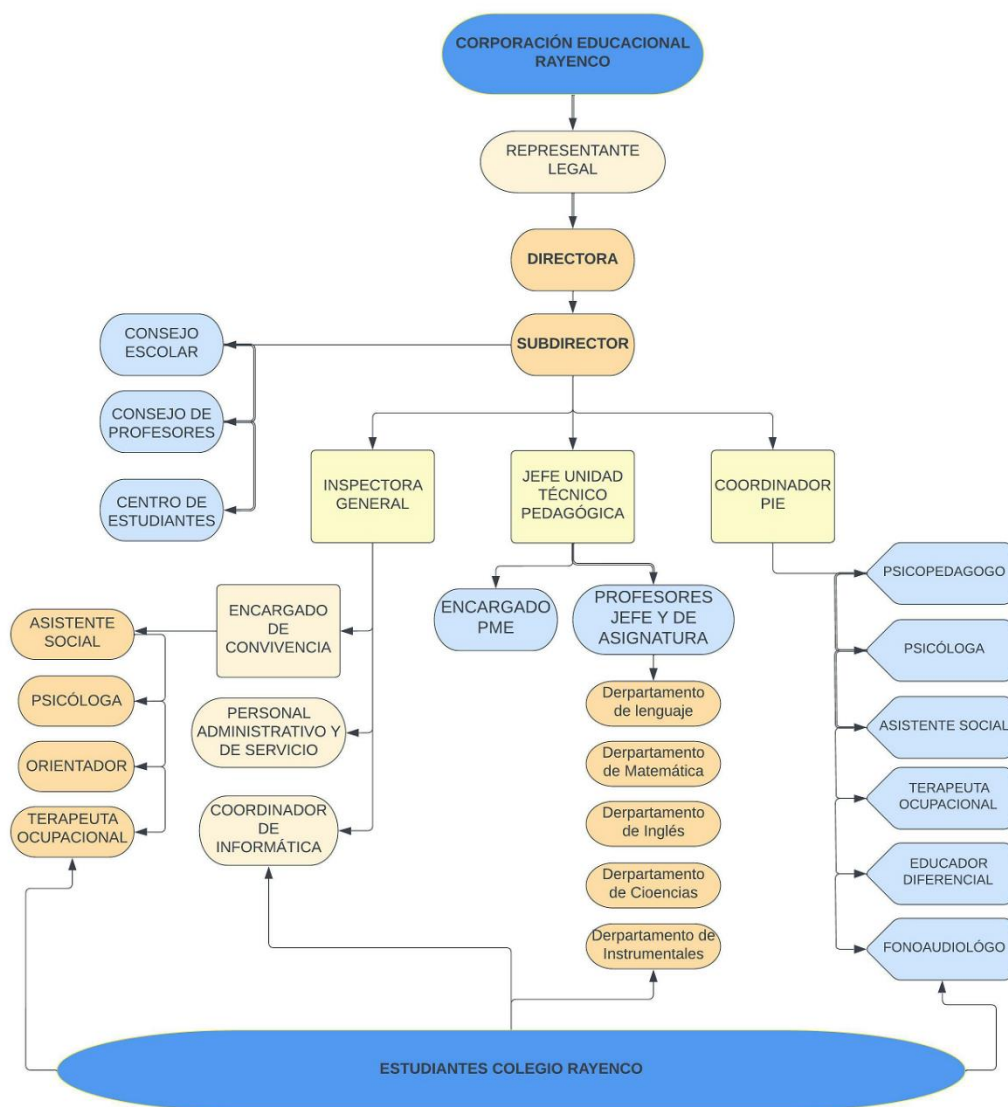 CORPORACIÓN EDUCACIONAL
RAYENCO
REPRESENTANTE
LEGAL
DIRECTORA
SUBDIRECTOR
CONSEJO
ESCOLAR
CONSEJO DE
PROFESORES
CENTRO DE
ESTUDIANTES
INSPECTORA
GENERAL
JEFE UNIDAD
TÉCNICO
PEDAGÓGICA
COORDINADOR
PIE
ENCARGADO
DE
CONVIVENCIA
ASISTENTE
SOCIAL
PSICÓLOGA
ORIENTADOR
TERAPEUTA
OCUPACIONAL
PERSONAL
ADMINISTRATIVO Y
DE SERVICIO
COORDINADOR
DE
INFORMÁTICA
ENCARGADO
PME
PROFESORES
JEFE Y DE
ASIGNATURA
Derpartamento
de lenguaje
Derpartamento
de Matemática
Derpartamento
de Inglés
Derpartamento
de Cioencias
Derpartamento de
Instrumentales
PSICOPEDAGOGO
PSICÓLOGA
ASISTENTE SOCIAL
TERAPEUTA
OCUPACIONAL
EDUCADOR
DIFERENCIAL
FONOAUDIOLÓGO
ESTUDIANTES COLEGIO RAYENCO